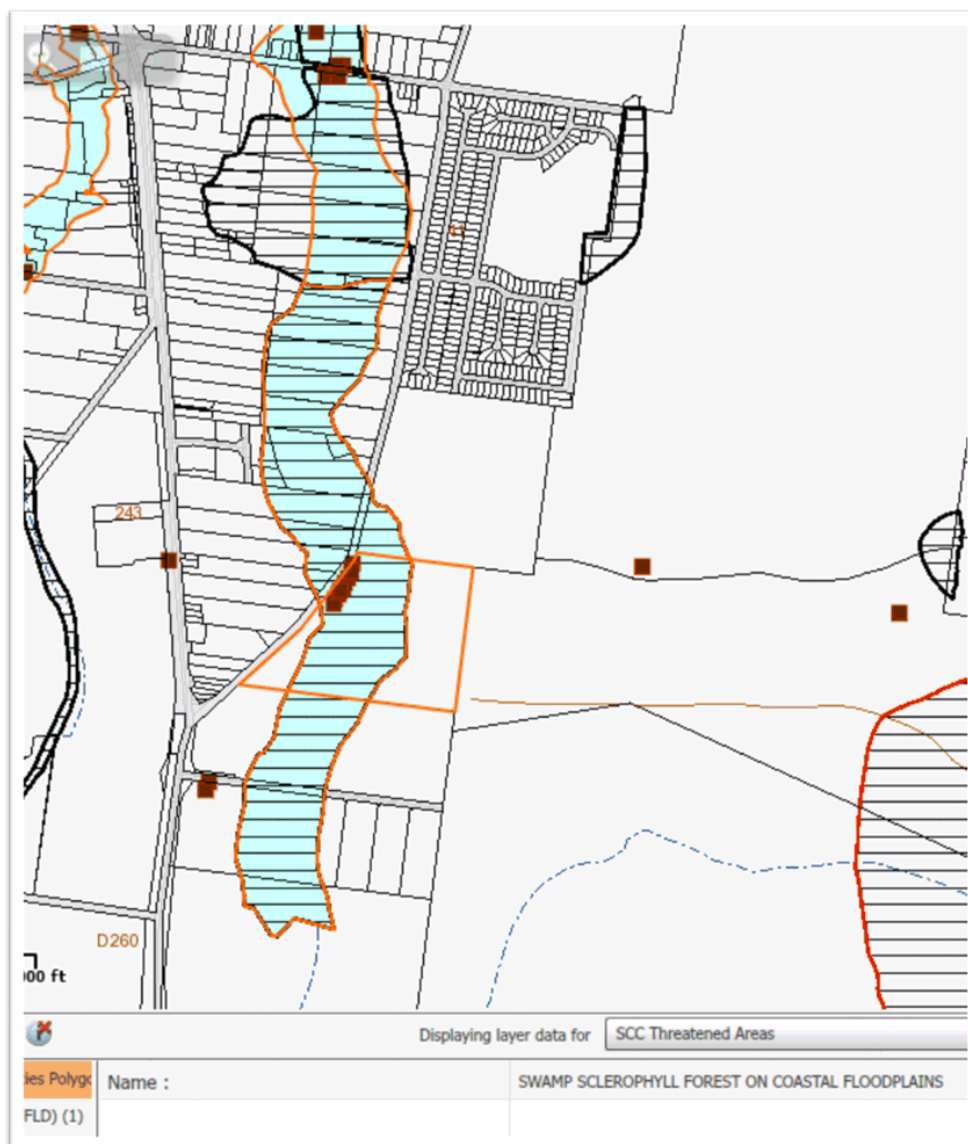 41
243
D260
00 ft
Displaying layer data for SCC Threatened Areas
ies Polyg
Name : SWAMP SCLEROPHYLL FOREST ON COASTAL FLOODPLAINS
FLD) (1)